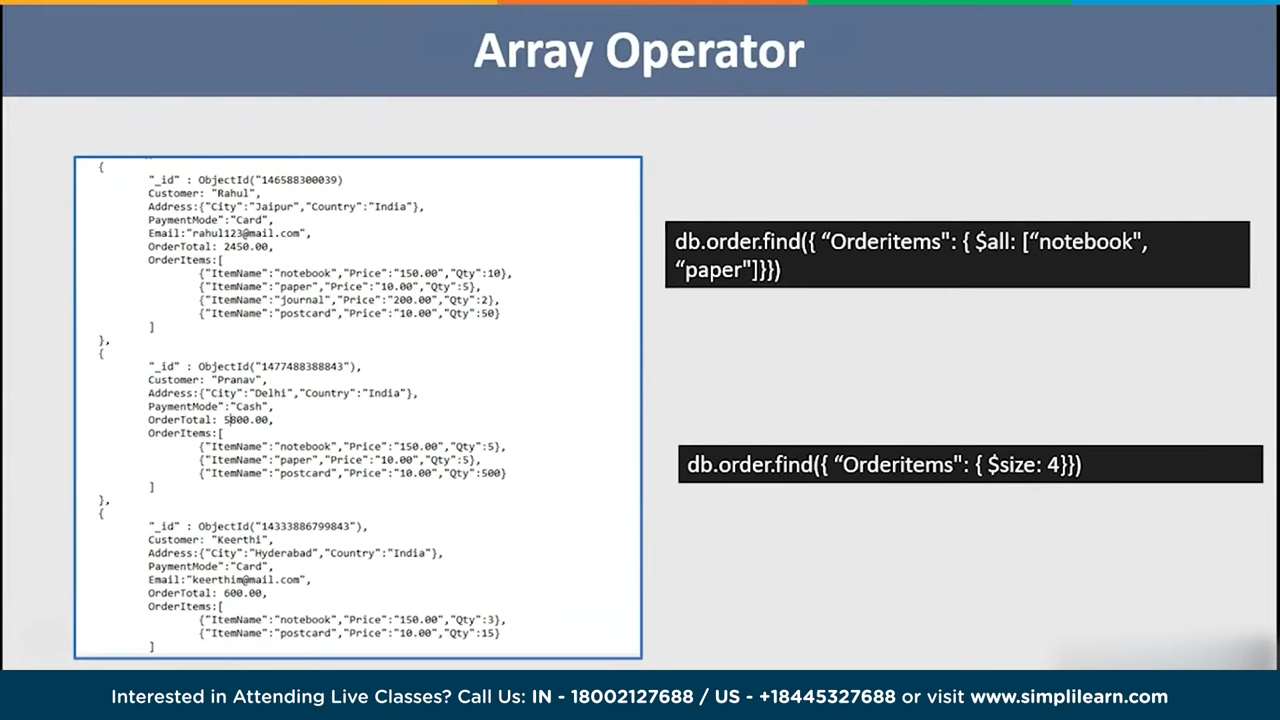 Array Operator
{
"_id" : ObjectId("146588300039)
Customer: "Rahul",
Address:{"City":"Jaipur","Country":"India"},
PaymentMode":"Card",
Email:"rahul123@mail.com",
OrderTotal: 2450.00,
OrderItems:[
{"ItemName":"notebook","Price":"150.00","Qty":10},
{"ItemName":"paper","Price":"10.00","Qty":5},
{"ItemName":"journal","Price":"200.00","Qty":2},
{"ItemName":"postcard","Price":"10.00","Qty":50}
]
},
{
"_id" : ObjectId("1477488388843"),
Customer: "Pranav",
Address:{"City":"Delhi","Country":"India"},
PaymentMode":"Cash",
OrderTotal: 5800.00,
OrderItems:[
{"ItemName":"notebook","Price":"150.00","Qty":5},
{"ItemName":"paper","Price":"10.00","Qty":5},
{"ItemName":"postcard","Price":"10.00","Qty":500}
]
},
{
"_id" : ObjectId("14333886799843"),
Customer: "Keerthi",
Address:{"City":"Hyderabad","Country":"India"},
PaymentMode":"Card",
Email:"keerthim@mail.com",
OrderTotal: 600.00,
OrderItems:[
{"ItemName":"notebook","Price":"150.00","Qty":3},
{"ItemName":"postcard","Price":"10.00","Qty":15}
]
db.order.find({ “Orderitems": { $all: [“notebook",
“paper"]}})
db.order.find({ “Orderitems": { $size: 4}})
Interested in Attending Live Classes? Call Us: IN - 18002127688 / US - +18445327688 or visit www.simplilearn.com